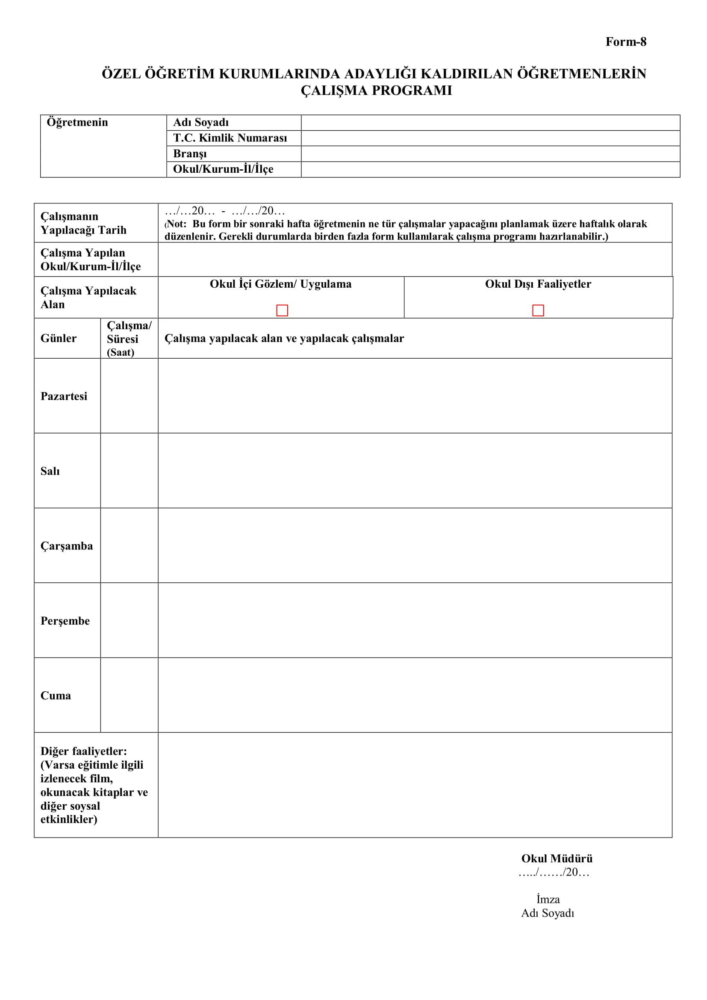 Form-8
ÖZEL ÖĞRETİM KURUMLARINDA ADAYLIĞI KALDIRILAN ÖĞRETMENLERİN
ÇALIŞMA PROGRAMI
Öğretmenin
Adı Soyadı
T.C. Kimlik Numarası
Branşı
Okul/Kurum-İl/İlçe
Çalışmanın
Yapılacağı Tarih
…/…20… - …/…/20…
(Not: Bu form bir sonraki hafta öğretmenin ne tür çalışmalar yapacağını planlamak üzere haftalık olarak
düzenlenir. Gerekli durumlarda birden fazla form kullanılarak çalışma programı hazırlanabilir.)
Çalışma Yapılan
Okul/Kurum-İl/İlçe
Çalışma Yapılacak
Alan
Okul İçi Gözlem/ Uygulama
Okul Dışı Faaliyetler
Günler
Çalışma/
Süresi
(Saat)
Çalışma yapılacak alan ve yapılacak çalışmalar
Pazartesi
Salı
Çarşamba
Perşembe
Cuma
Diğer faaliyetler:
(Varsa eğitimle ilgili
izlenecek film,
okunacak kitaplar ve
diğer soysal
etkinlikler)
Okul Müdürü
…../……/20…
İmza
Adı Soyadı